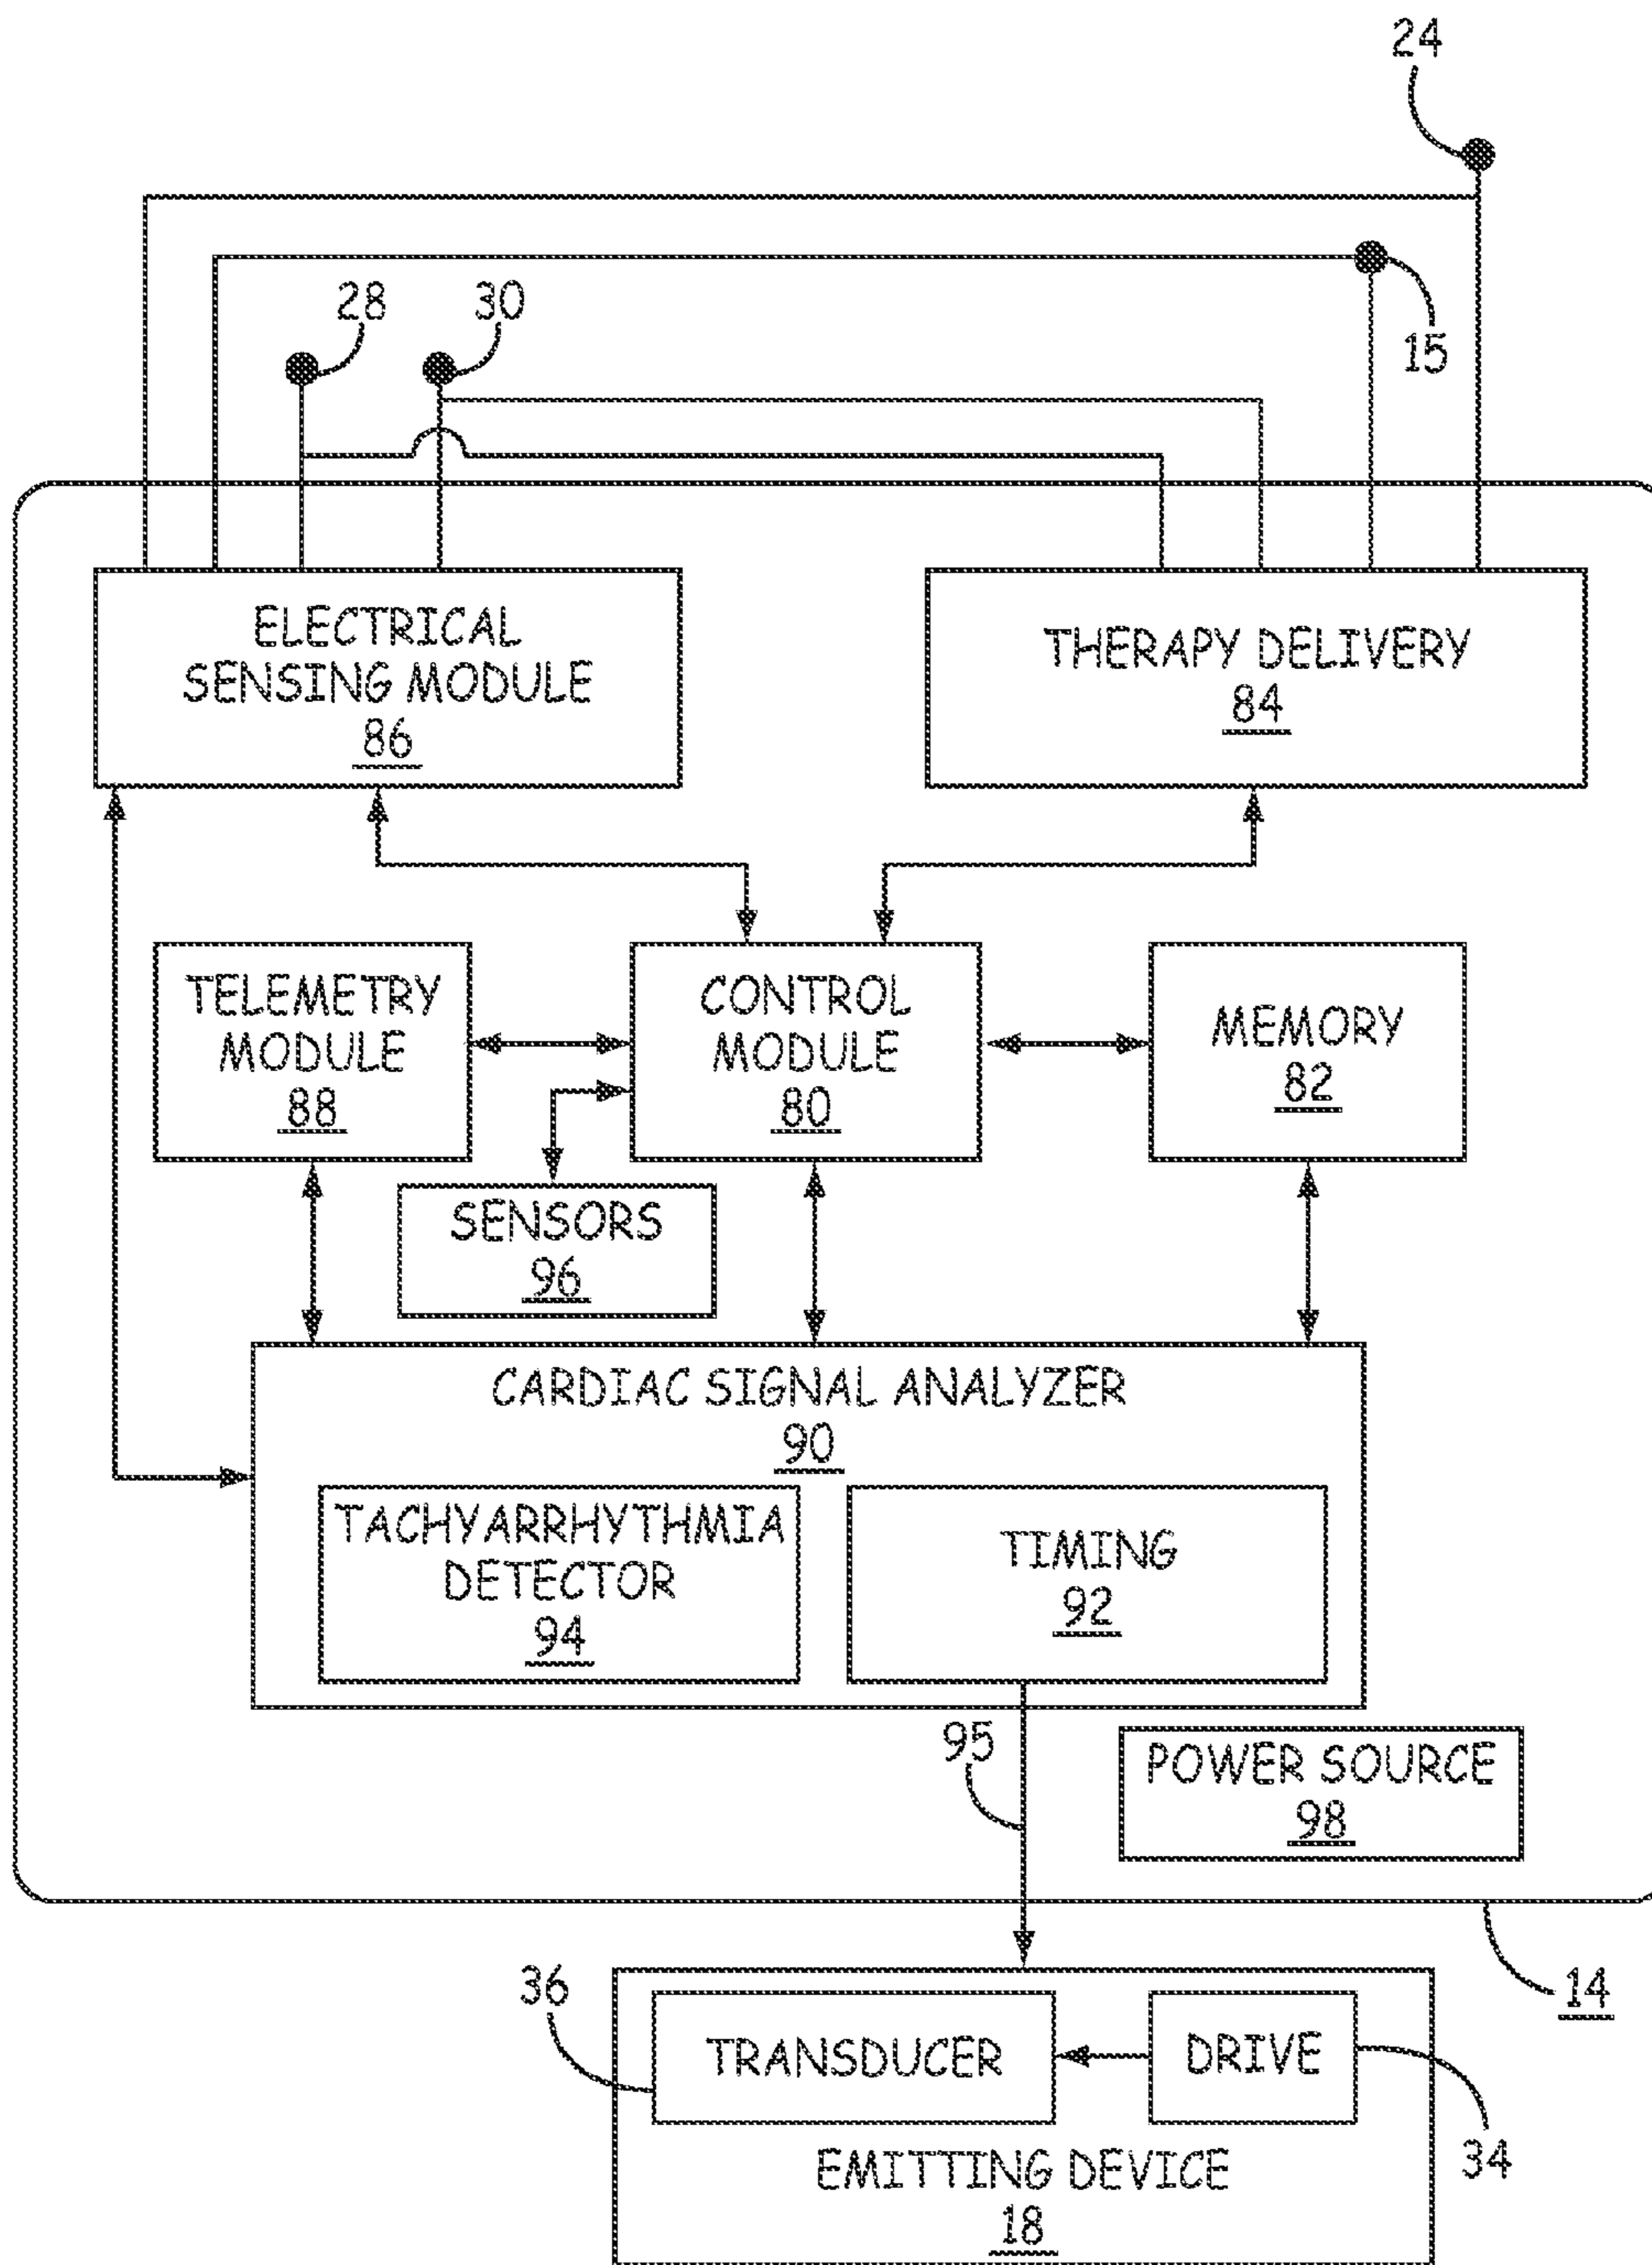 24
28
30
15
ELECTRICAL
SENSING MODULE
86
THERAPY DELIVERY
84
TELEMETRY
MODULE
88
CONTROL
MODULE
80
MEMORY
82
SENSORS
96
CARDIAC SIGNAL ANALYZER
90
TACHYARRHYTHMIA
DETECTOR
94
TIMING
92
95
POWER SOURCE
98
14
36
TRANSDUCER
DRIVE
34
EMITTING DEVICE
18